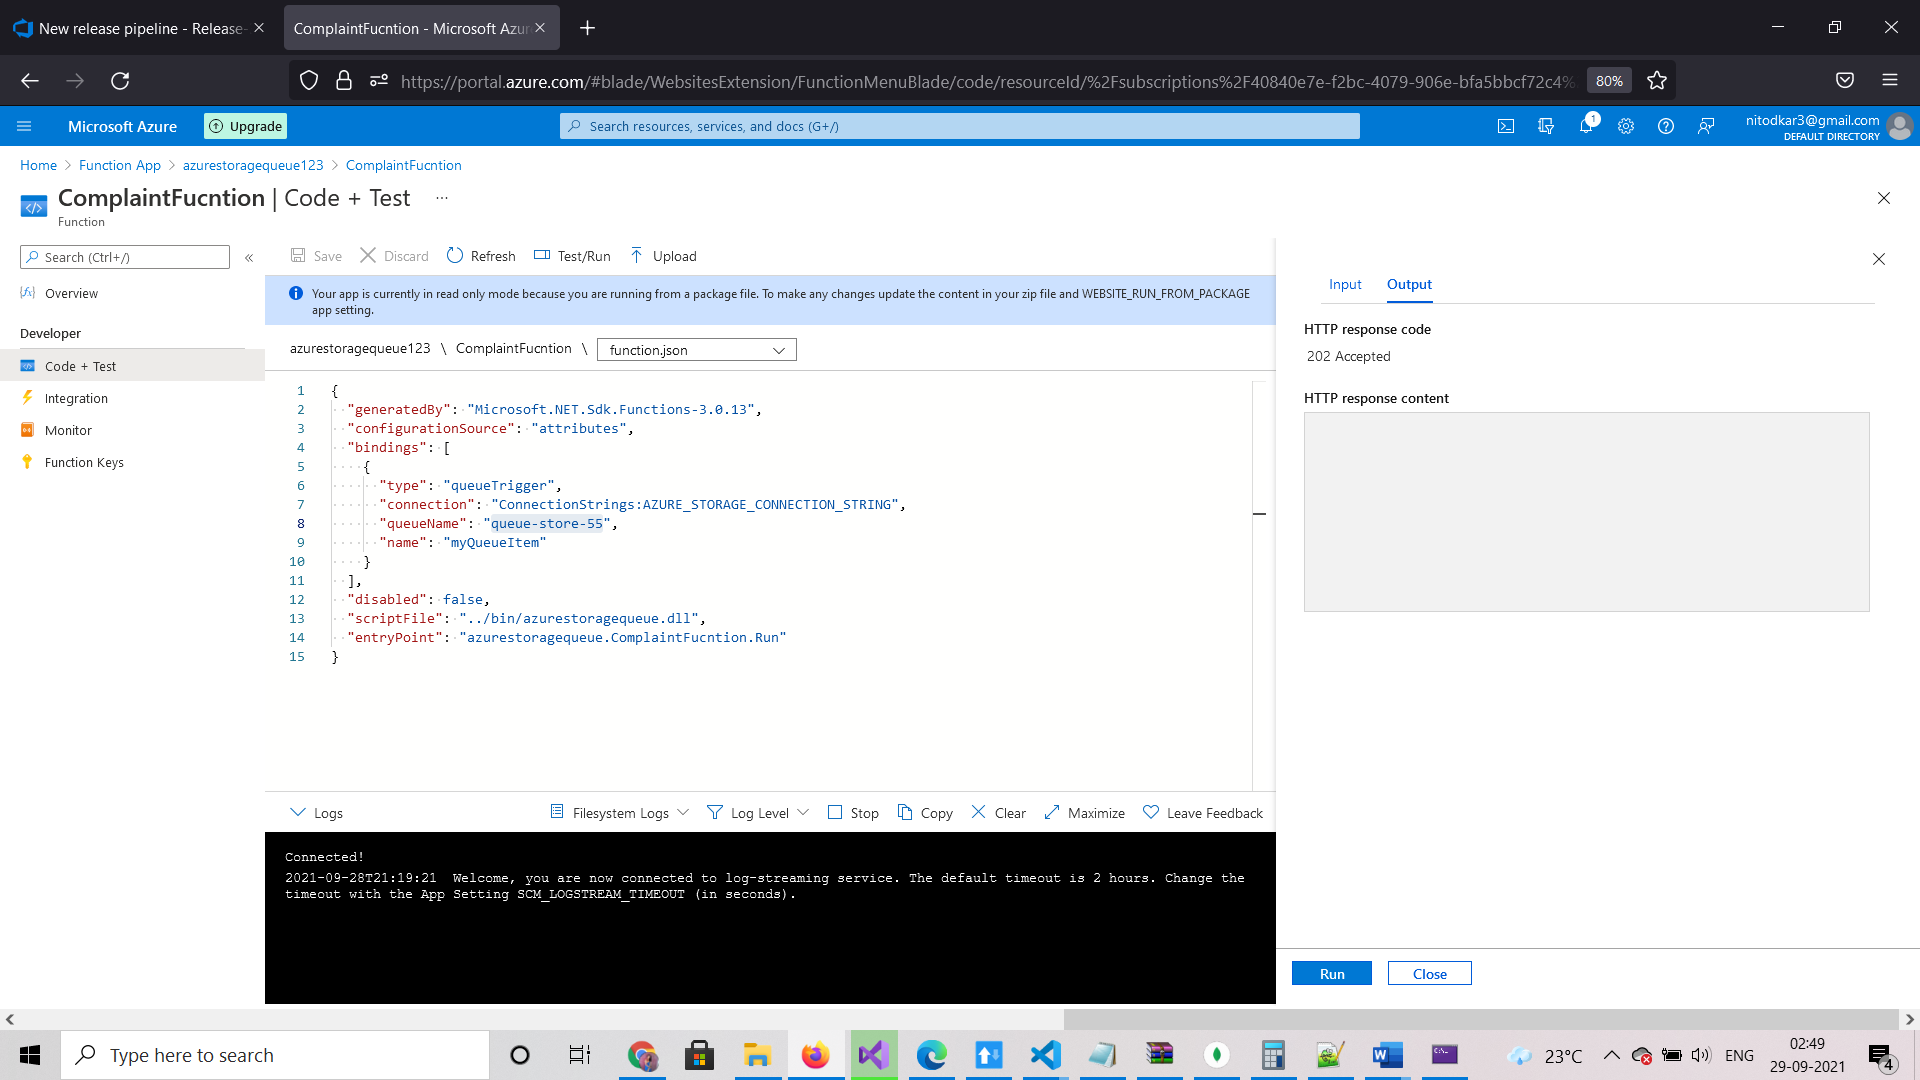 New release pipeline - Release-
ComplaintFucntion - Microsoft Azur
https://portal.azure.com/#blade/WebsitesExtension/FunctionMenuBlade/code/resourceId/%2Fsubscriptions%2F40840e7e-f2bc-4079-906e-bfa5bbcf72c4%
80%
Microsoft Azure
Upgrade
Search resources, services, and docs (G+/)
1
nitodkar3@gmail.com
DEFAULT DIRECTORY
Home > Function App > azurestoragequeue123 > ComplaintFucntion
ComplaintFucntion | Code + Test ...
Function
Search (Ctrl+/)
«
Overview
Developer
Code + Test
Integration
Monitor
Function Keys
Save Discard Refresh Test/Run Upload
Your app is currently in read only mode because you are running from a package file. To make any changes update the content in your zip file and WEBSITE_RUN_FROM_PACKAGE
app setting.
azurestoragequeue123 \ ComplaintFucntion \ function.json
1 {
2 "generatedBy": "Microsoft.NET.Sdk.Functions-3.0.13",
3 "configurationSource": "attributes",
4 "bindings": [
5 {
6 "type": "queueTrigger",
7 "connection": "ConnectionStrings:AZURE_STORAGE_CONNECTION_STRING",
8 "queueName": "queue-store-55",
9 "name": "myQueueItem"
10 }
11 ],
12 "disabled": false,
13 "scriptFile": "../bin/azurestoragequeue.dll",
14 "entryPoint": "azurestoragequeue.ComplaintFucntion.Run"
15 }
Logs
Filesystem Logs Log Level Stop Copy Clear Maximize Leave Feedback
Connected!
2021-09-28T21:19:21 Welcome, you are now connected to log-streaming service. The default timeout is 2 hours. Change the
timeout with the App Setting SCM_LOGSTREAM_TIMEOUT (in seconds).
Input Output
HTTP response code
202 Accepted
HTTP response content
Run Close
Type here to search
23°C
ENG
02:49
29-09-2021
4